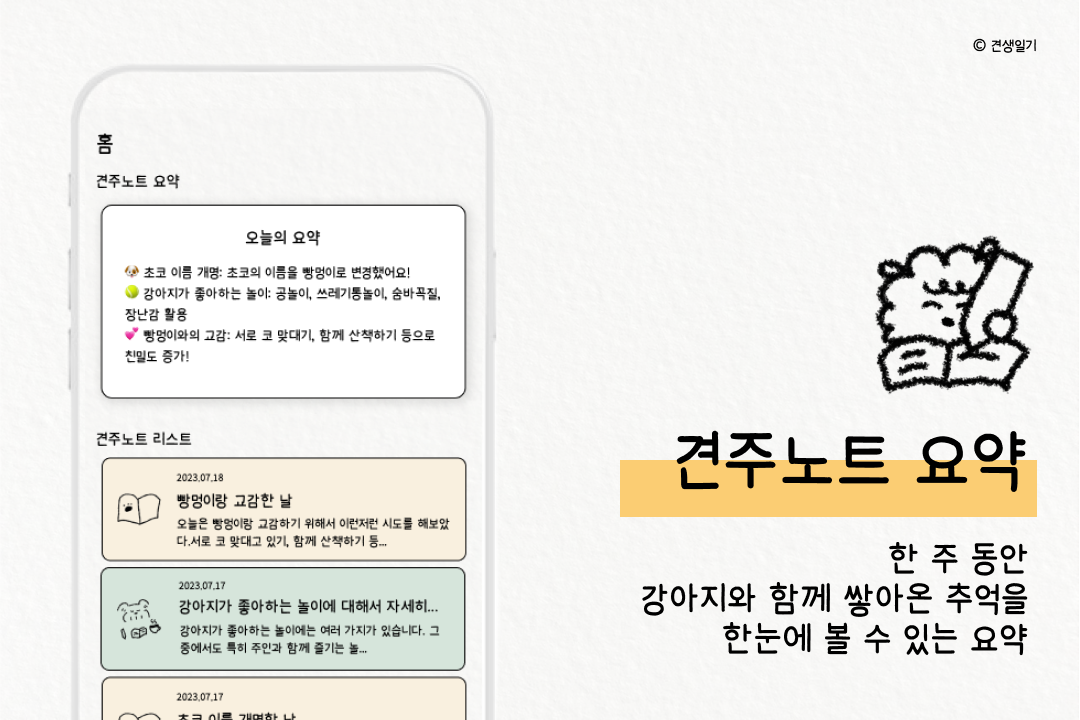 © 견생일기
홈
견주노트 요약
오늘의 요약
🐶 초코 이름 개명: 초코의 이름을 빵멍이로 변경했어요!
🎾 강아지가 좋아하는 놀이: 공놀이, 쓰레기통놀이, 숨바꼭질,
장난감 활용
💕 빵멍이와의 교감: 서로 코 맞대기, 함께 산책하기 등으로
친밀도 증가!
견주노트 리스트
2023.07.18
빵멍이랑 교감한 날
오늘은 빵멍이랑 교감하기 위해서 이런저런 시도를 해보았
다.서로 코 맞대고 있기, 함께 산책하기 등...
2023.07.17
강아지가 좋아하는 놀이에 대해서 자세히...
강아지가 좋아하는 놀이에는 여러 가지가 있습니다. 그
중에서도 특히 주인과 함께 즐기는 놀...
2023.07.17
초코 이름 개명한 날
견주노트 요약
한 주 동안
강아지와 함께 쌓아온 추억을
한눈에 볼 수 있는 요약